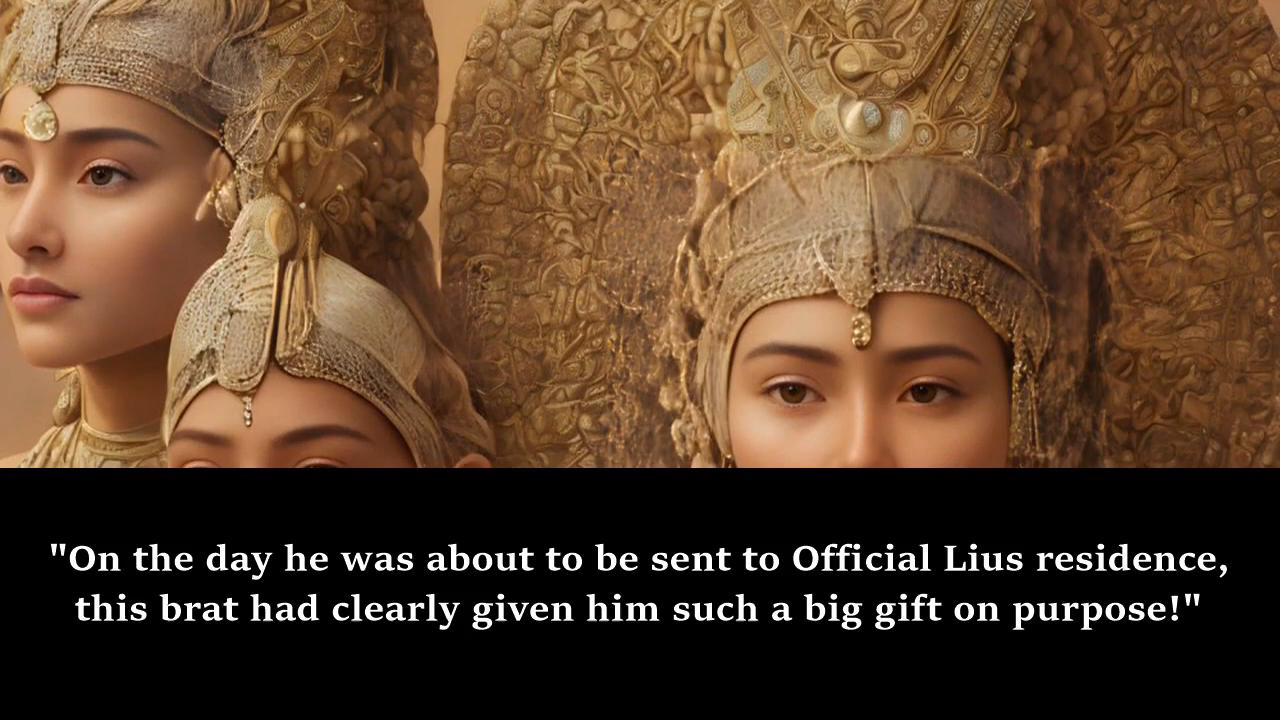 "On the day he was about to be sent to Official Lius residence,
this brat had clearly given him such a big gift on purpose!"